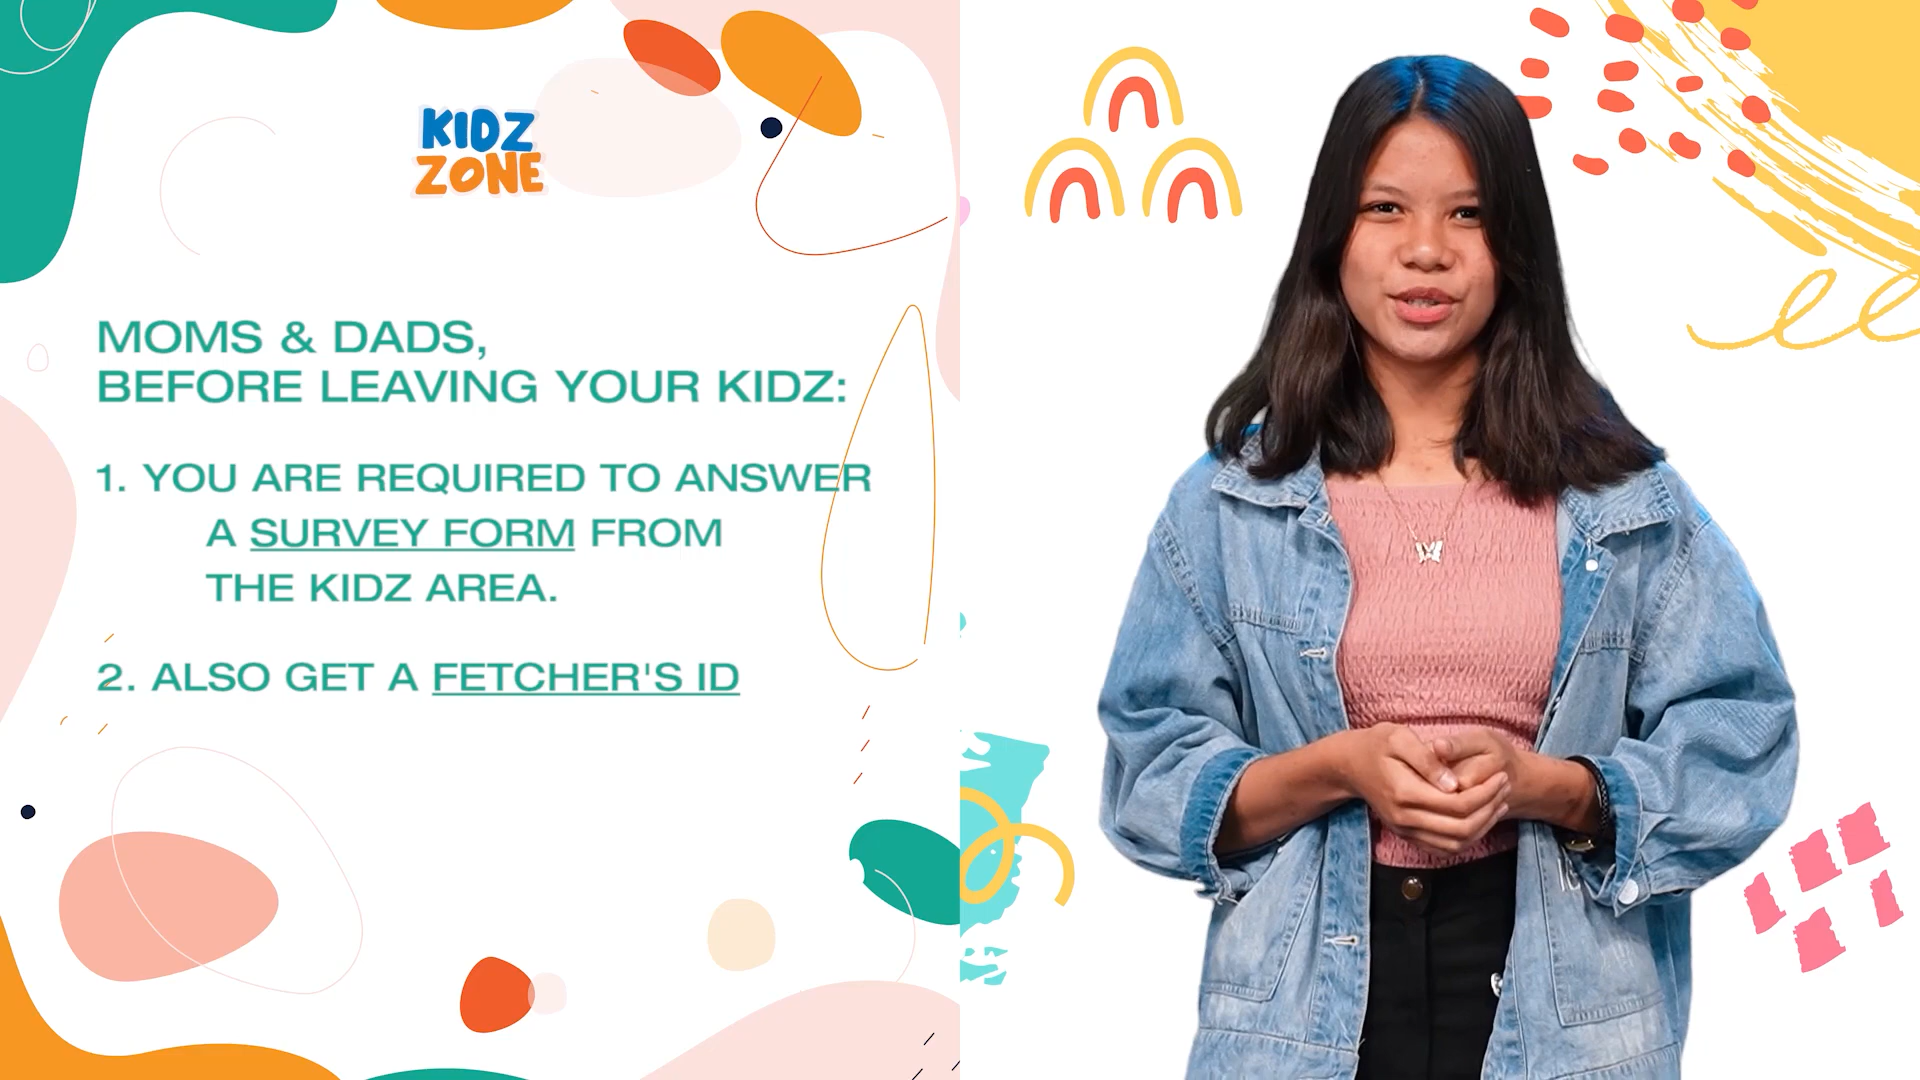 KIDZ
ZONE
MOMS & DADS,
BEFORE LEAVING YOUR KIDZ:
1. YOU ARE REQUIRED TO ANSWER
A SURVEY FORM FROM
THE KIDZ AREA.
2. ALSO GET A FETCHER'S ID